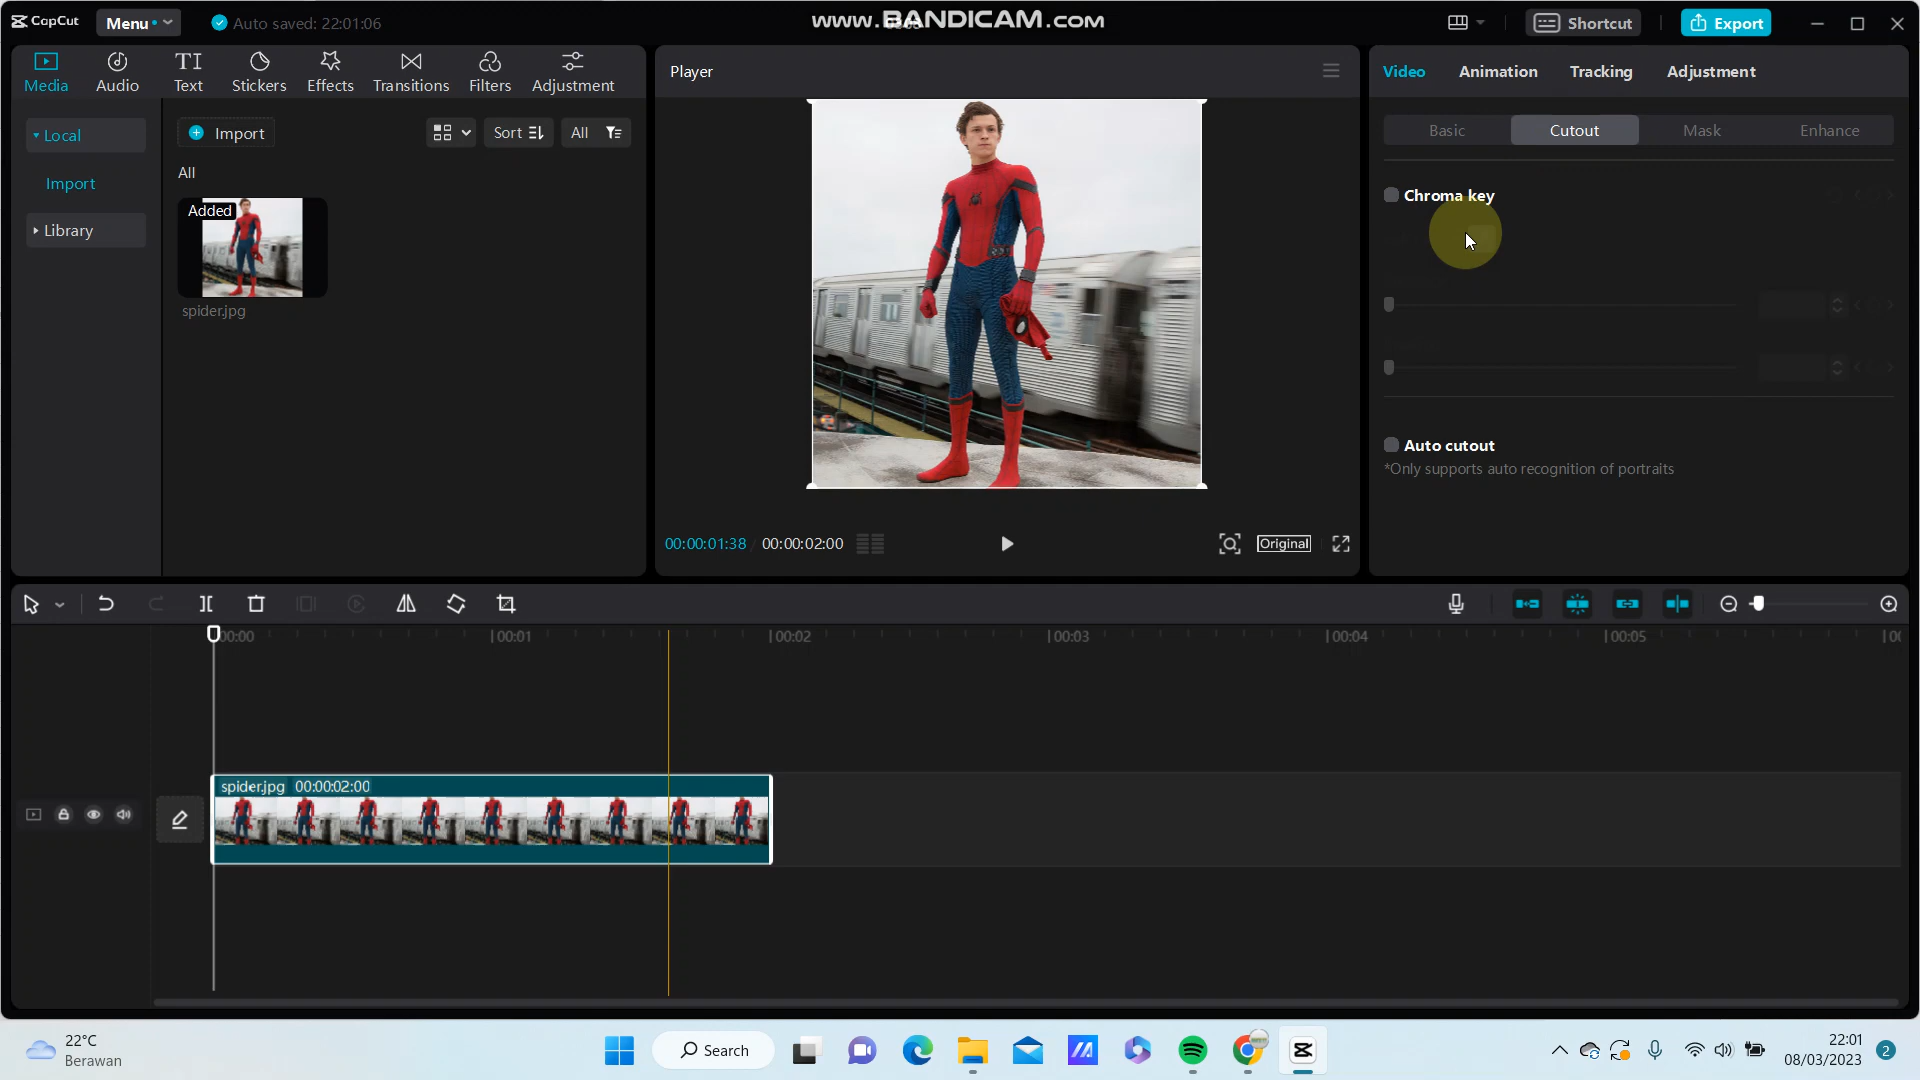 CapCut Menu Auto saved: 22:01:06 www.BANDICAM.com Shortcut Export
Media Audio Text Stickers Effects Transitions Filters Adjustment
Player
Video Animation Tracking Adjustment
Local
Import
Library
Import Sort All
All
Added
spider.jpg
Basic Cutout Mask Enhance
Chroma key
Auto cutout
*Only supports auto recognition of portraits
00:00:01:38 00:00:02:00 Original
00:00 00:01 00:02 00:03 00:04 00:05
spider.jpg 00:00:02:00
22°C
Berawan
Search
22:01
08/03/2023
2